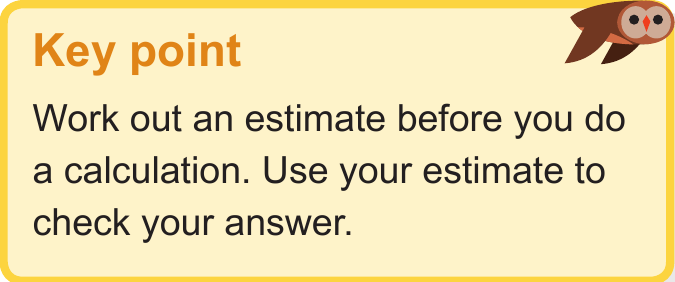 Key point
Work out an estimate before you do
a calculation. Use your estimate to
check your answer.